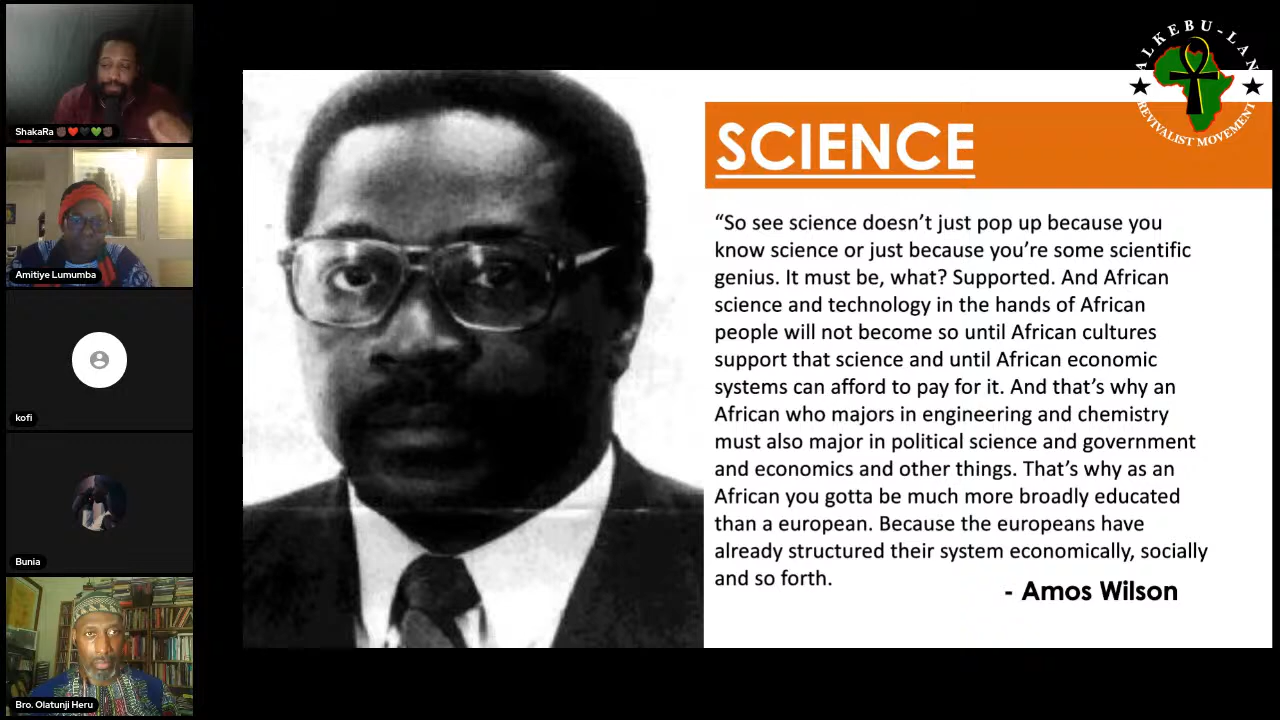 ShakaRa ✊🏿❤️🖤💚✊🏿
Amitiye Lumumba
kofi
Bunia
Bro. Olatunji Heru
ALKEBU-LAN
REVIVALIST MOVEMENT
SCIENCE
“So see science doesn’t just pop up because you
know science or just because you’re some scientific
genius. It must be, what? Supported. And African
science and technology in the hands of African
people will not become so until African cultures
support that science and until African economic
systems can afford to pay for it. And that’s why an
African who majors in engineering and chemistry
must also major in political science and government
and economics and other things. That’s why as an
African you gotta be much more broadly educated
than a european. Because the europeans have
already structured their system economically, socially
and so forth.
- Amos Wilson